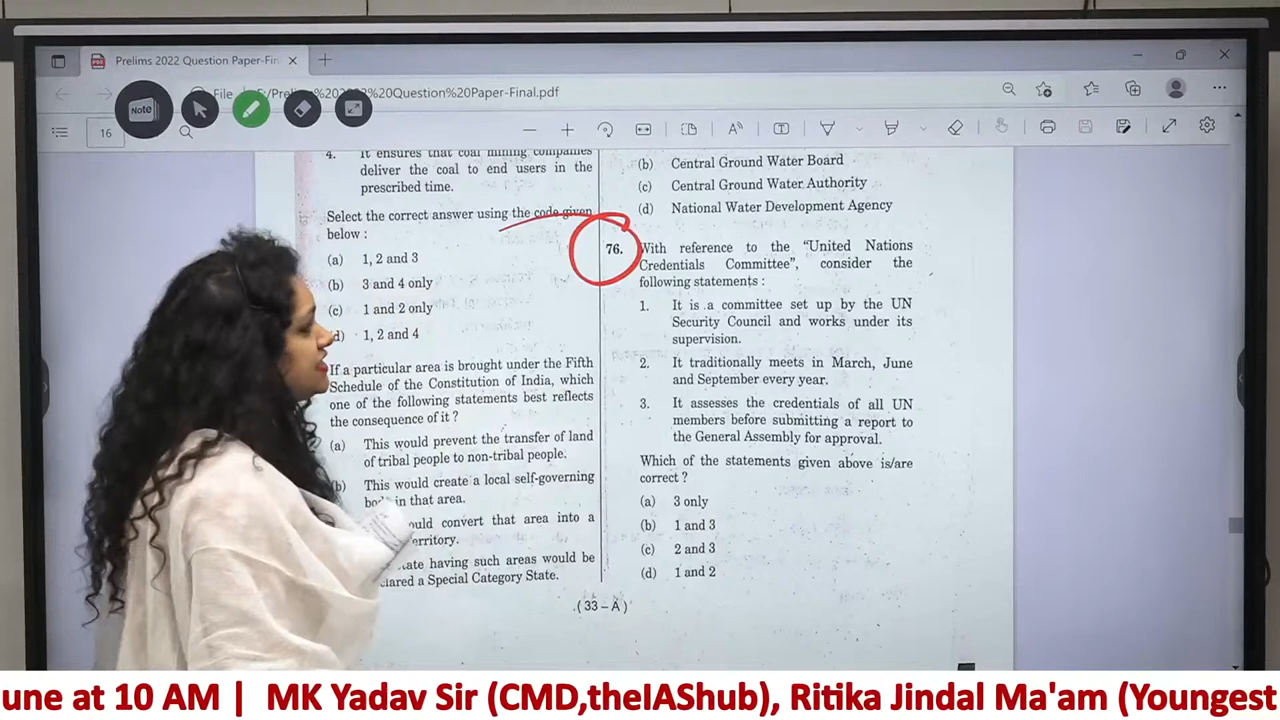 Prelims 2022 Question Paper-Fin
File
Question%20Paper-Final.pdf
Note
16
4. It ensures that coal mining companies
deliver the coal to end users in the
prescribed time.
Select the correct answer using the code given
below :
(a) 1, 2 and 3
(b) 3 and 4 only
(c) 1 and 2 only
d) 1, 2 and 4
If a particular area is brought under the Fifth
Schedule of the Constitution of India, which
one of the following statements best reflects
the consequence of it ?
(a) This would prevent the transfer of land
of tribal people to non-tribal people.
b) This would create a local self-governing
in that area.
convert that area into a
having such areas would be
a Special Category State.
(b) Central Ground Water Board
(c) Central Ground Water Authority
(d) National Water Development Agency
76. With reference to the “United Nations
Credentials Committee”, consider the
following statements :
1. It is a committee set up by the UN
Security Council and works under its
supervision.
2. It traditionally meets in March, June
and September every year.
3. It assesses the credentials of all UN
members before submitting a report to
the General Assembly for approval.
Which of the statements given above is/are
correct ?
(a) 3 only
(b) 1 and 3
(c) 2 and 3
(d) 1 and 2
( 33 – A )
une at 10 AM | MK Yadav Sir (CMD,theIAShub), Ritika Jindal Ma'am (Youngest